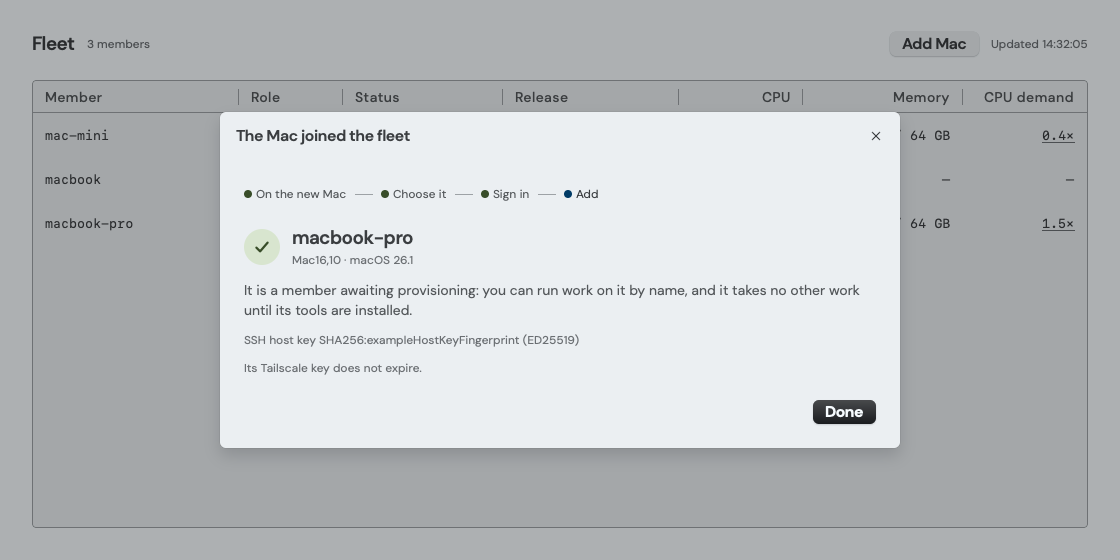 Fleet 3 members Add Mac Updated 14:32:05
Member Role Status Release CPU Memory CPU demand
The Mac joined the fleet
mac-mini 64 GB 0.4×
On the new Mac Choose it Sign in Add
macbook — —
macbook-pro 64 GB 1.5×
macbook-pro
Mac16,10 · macOS 26.1
It is a member awaiting provisioning: you can run work on it by name, and it takes no other work
until its tools are installed.
SSH host key SHA256:exampleHostKeyFingerprint (ED25519)
Its Tailscale key does not expire.
Done